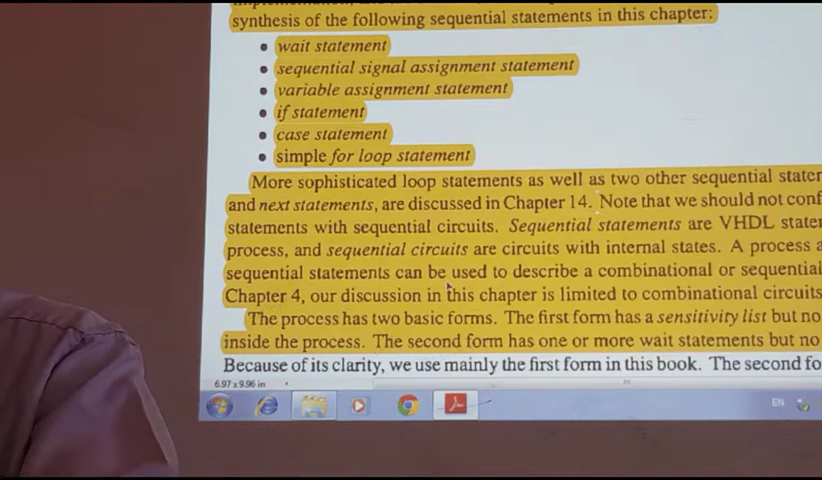 synthesis of the following sequential statements in this chapter:
• wait statement
• sequential signal assignment statement
• variable assignment statement
• if statement
• case statement
• simple for loop statement
More sophisticated loop statements as well as two other sequential
and next statements, are discussed in Chapter 14. Note that we should not
statements with sequential circuits. Sequential statements are VHDL
process, and sequential circuits are circuits with internal states. A process
sequential statements can be used to describe a combinational or sequential
Chapter 4, our discussion in this chapter is limited to combinational circuits
The process has two basic forms. The first form has a sensitivity list but no
inside the process. The second form has one or more wait statements but no
Because of its clarity, we use mainly the first form in this book. The second
6.97 x 9.96 in
EN